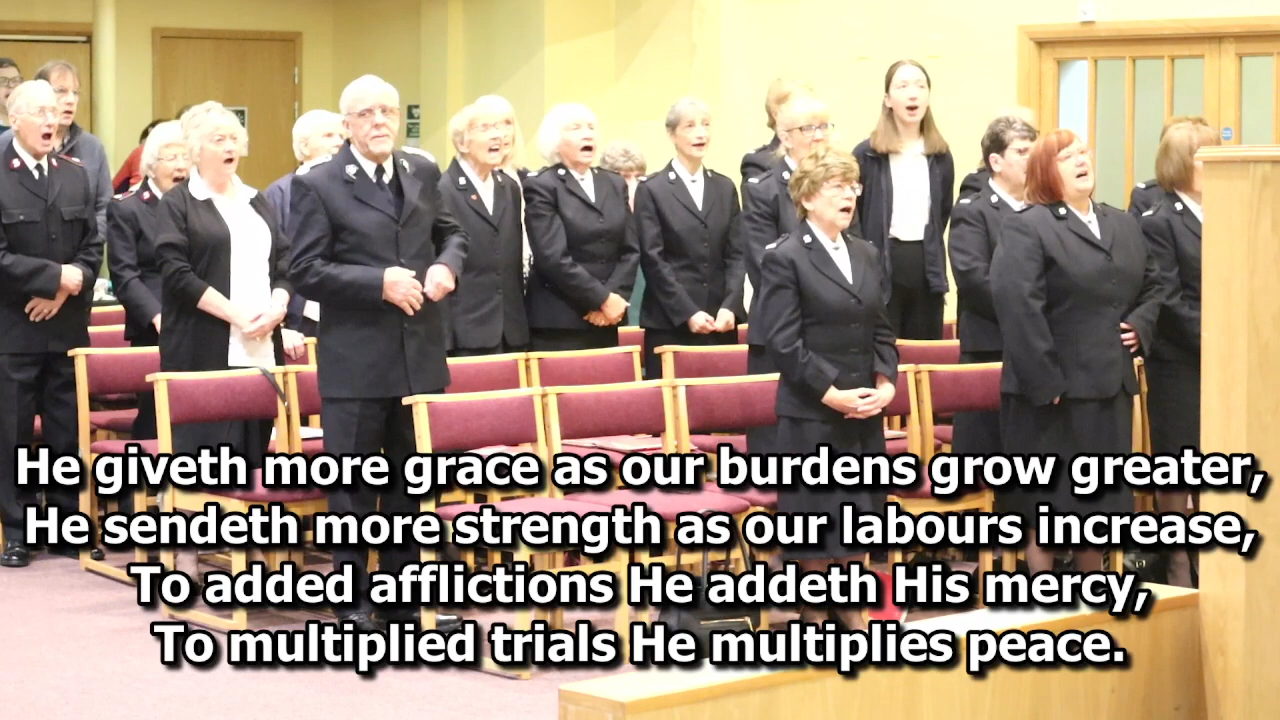 He giveth more grace as our burdens grow greater,
He sendeth more strength as our labours increase,
To added afflictions He addeth His mercy,
To multiplied trials He multiplies peace.